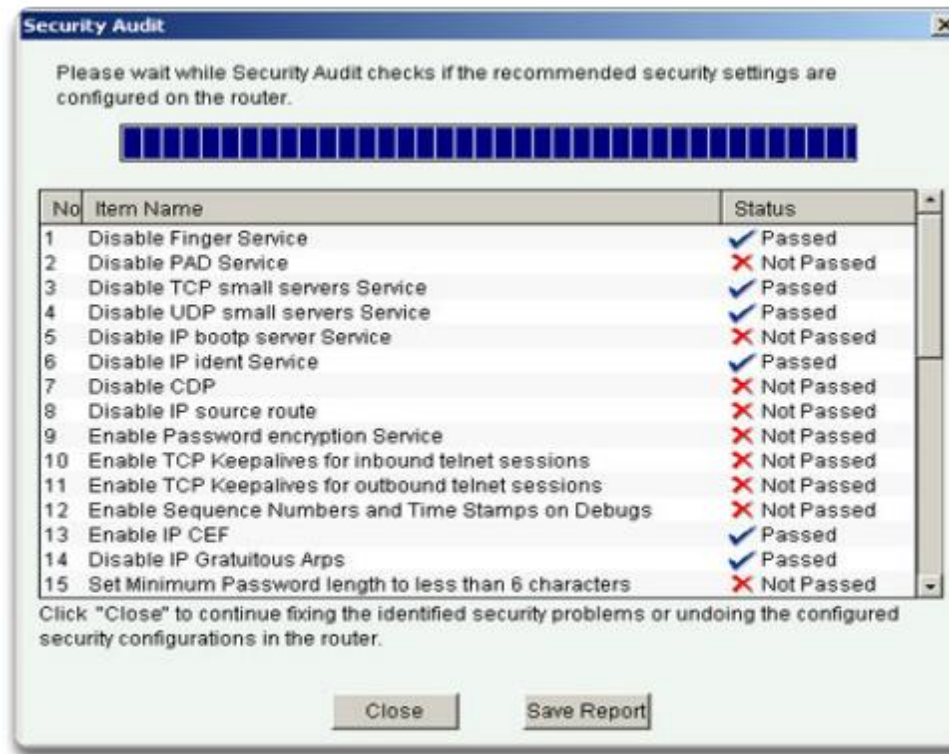 Security Audit
Please wait while Security Audit checks if the recommended security settings are
configured on the router.
No Item Name Status
1 Disable Finger Service Passed
2 Disable PAD Service Not Passed
3 Disable TCP small servers Service Passed
4 Disable UDP small servers Service Passed
5 Disable IP bootp server Service Not Passed
6 Disable IP ident Service Passed
7 Disable CDP Not Passed
8 Disable IP source route Not Passed
9 Enable Password encryption Service Not Passed
10 Enable TCP Keepalives for inbound telnet sessions Not Passed
11 Enable TCP Keepalives for outbound telnet sessions Not Passed
12 Enable Sequence Numbers and Time Stamps on Debugs Not Passed
13 Enable IP CEF Passed
14 Disable IP Gratuitous Arps Passed
15 Set Minimum Password length to less than 6 characters Not Passed
Click "Close" to continue fixing the identified security problems or undoing the configured
security configurations in the router.
Close Save Report